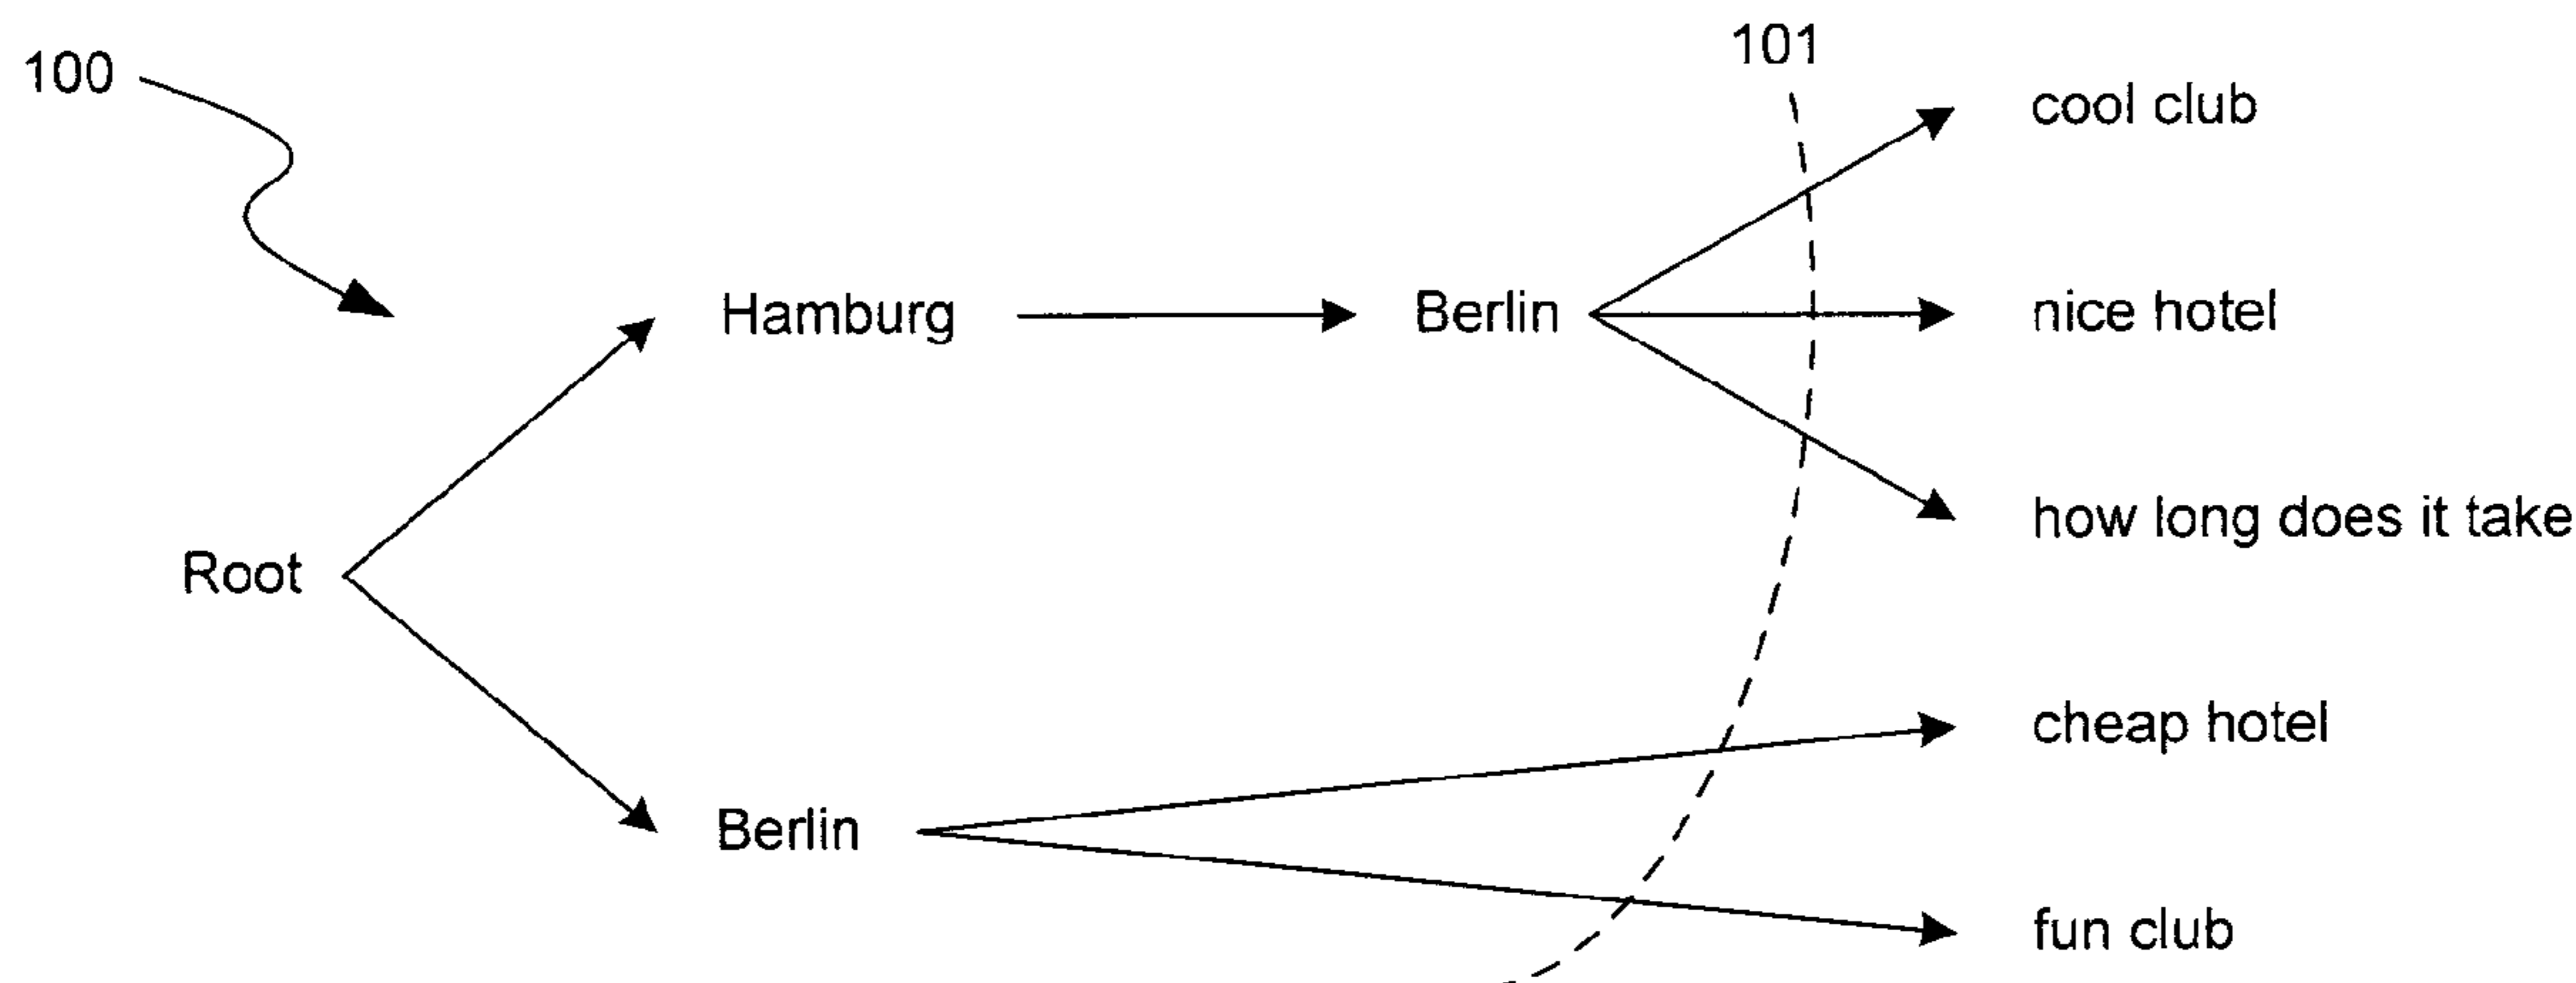 101
100
cool club
Hamburg
Berlin
nice hotel
how long does it take
Root
cheap hotel
Berlin
fun club